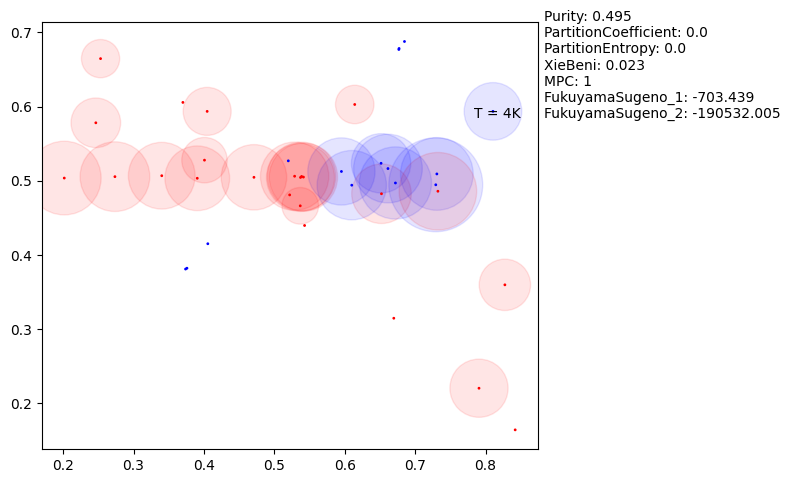 Purity: 0.495
PartitionCoefficient: 0.0
PartitionEntropy: 0.0
XieBeni: 0.023
MPC: 1
FukuyamaSugeno_1: -703.439
FukuyamaSugeno_2: -190532.005
T = 4K
0.7
0.6
0.5
0.4
0.3
0.2
0.2 0.3 0.4 0.5 0.6 0.7 0.8